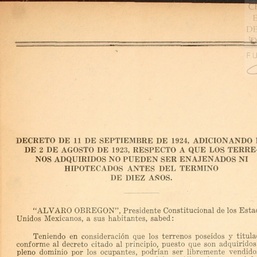 DECRETO DE 11 DE SEPTIEMBRE DE 1924, ADICIONANDO
DE 2 DE AGOSTO DE 1923, RESPECTO A QUE LOS TERRE-
NOS ADQUIRIDOS NO PUEDEN SER ENAJENADOS NI
HIPOTECADOS ANTES DEL TERMINO
DE DIEZ AÑOS.
"ALVARO OBREGON", Presidente Constitucional de los Estad
Unidos Mexicanos, a sus habitantes, sabed:
Teniendo en consideración que los terrenos poseídos y titula
conforme al decreto citado al principio, puesto que son adquiridos
pleno dominio por los ocupantes, podrían ser libremente vendidos